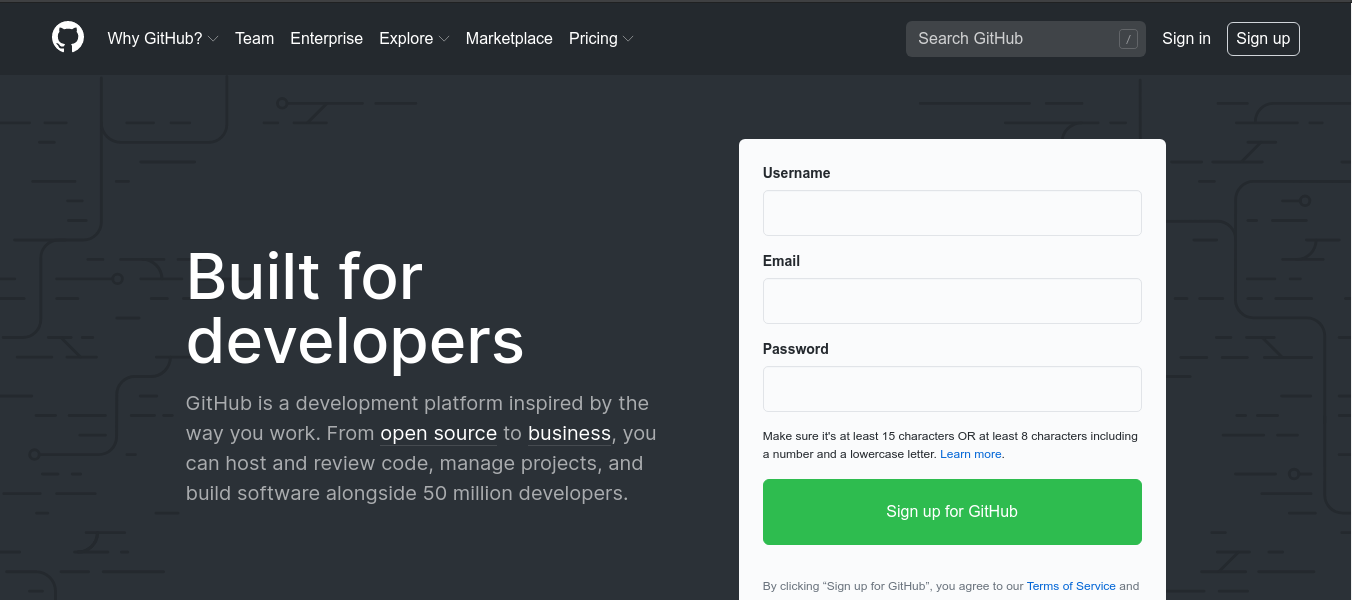 Why GitHub? Team Enterprise Explore Marketplace Pricing Search GitHub / Sign in Sign up
Built for
developers
GitHub is a development platform inspired by the
way you work. From open source to business, you
can host and review code, manage projects, and
build software alongside 50 million developers.
Username
Email
Password
Make sure it's at least 15 characters OR at least 8 characters including
a number and a lowercase letter. Learn more.
Sign up for GitHub
By clicking “Sign up for GitHub”, you agree to our Terms of Service and